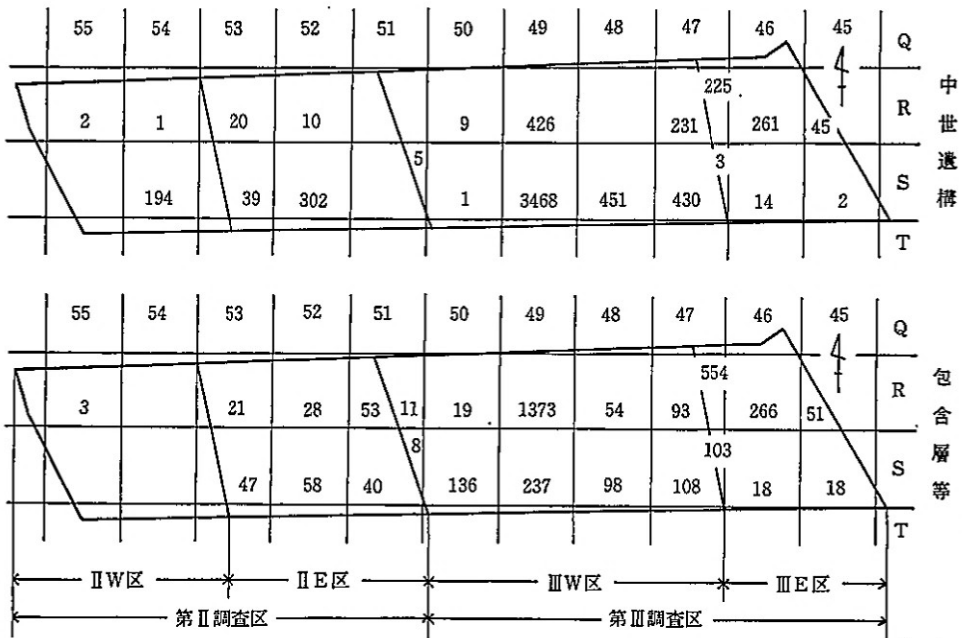 55 54 53 52 51 50 49 48 47 46 45 Q
225
2 1 20 10 9 426 231 261 45 R
5 3
194 39 302 1 3468 451 430 14 2 S
T
中世遺構
55 54 53 52 51 50 49 48 47 46 45 Q
554
3 21 28 53 11 19 1373 54 93 266 51 R
8 103
47 58 40 136 237 98 108 18 18 S
T
包含層等
ⅡW区 ⅡE区 ⅢW区 ⅢE区
第Ⅱ調査区 第Ⅲ調査区